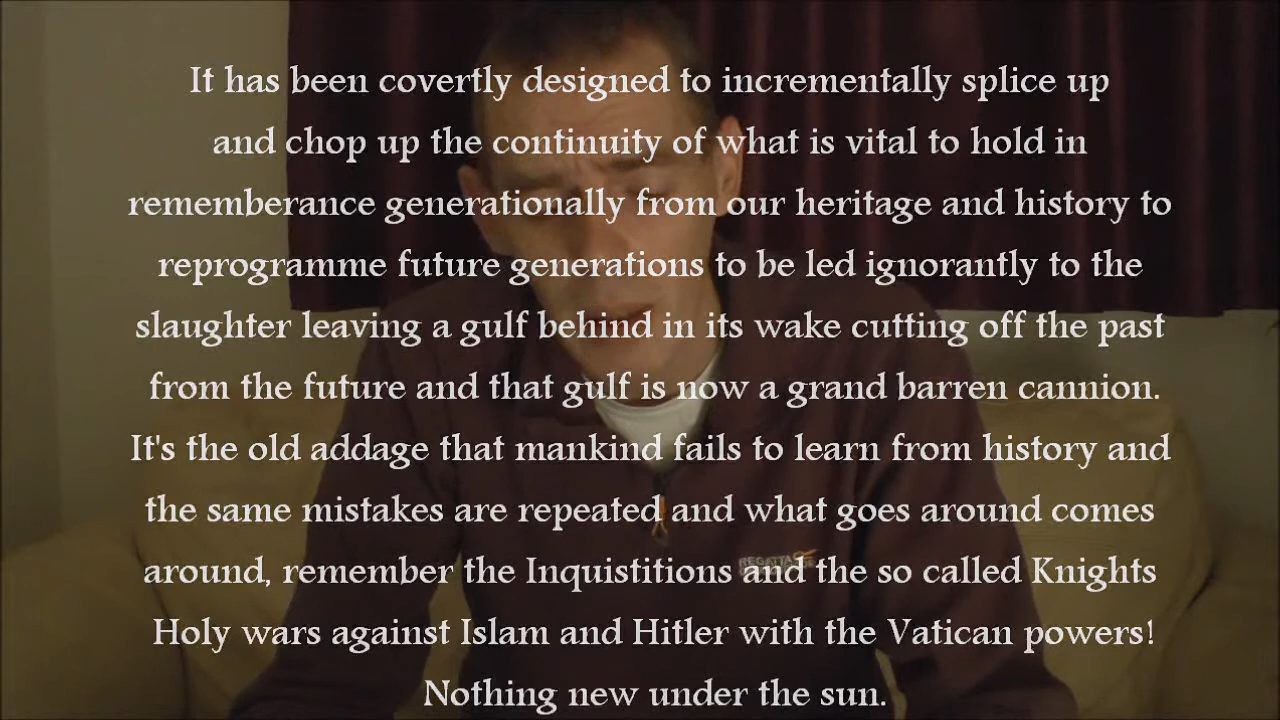 It has been covertly designed to incrementally splice up
and chop up the continuity of what is vital to hold in
rememberance generationally from our heritage and history to
reprogramme future generations to be led ignorantly to the
slaughter leaving a gulf behind in its wake cutting off the past
from the future and that gulf is now a grand barren cannion.
It's the old addage that mankind fails to learn from history and
the same mistakes are repeated and what goes around comes
around, remember the Inquistitions and the so called Knights
Holy wars against Islam and Hitler with the Vatican powers!
Nothing new under the sun.
REGATTA